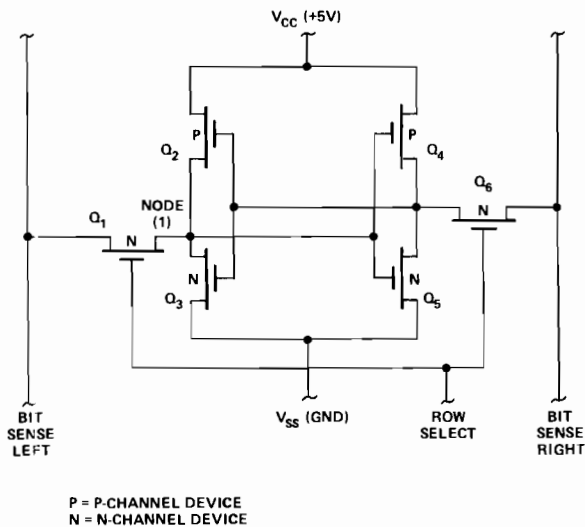 VCC (+5V)
P
P
Q2
Q4
Q6
NODE
(1)
Q1
N
N
N
N
Q3
Q5
BIT
SENSE
LEFT
VSS (GND)
ROW
SELECT
BIT
SENSE
RIGHT
P = P-CHANNEL DEVICE
N = N-CHANNEL DEVICE